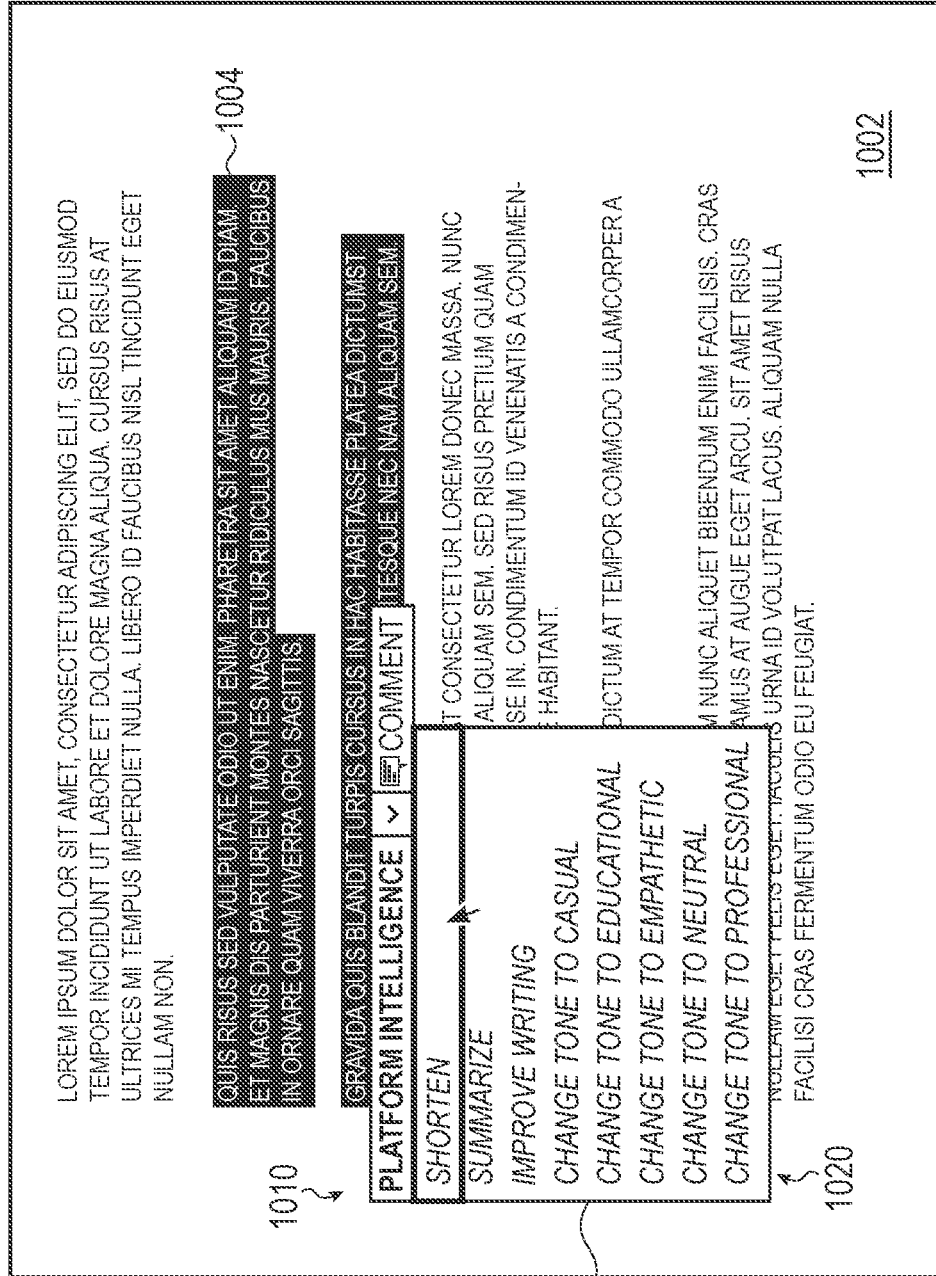 LOREM IPSUM DOLOR SIT AMET, CONSECTETUR ADIPISCING ELIT, SED DO EIUSMOD
TEMPOR INCIDIDUNT UT LABORE ET DOLORE MAGNA ALIQUA. CURSUS RISUS AT
ULTRICES MI TEMPUS IMPERDIET NULLA. LIBERO ID FAUCIBUS NISL TINCIDUNT EGET
NULLAM NON.
QUIS RISUS SED VULPUTATE ODIO UT ENIM. PHARETRA SIT AMET ALIQUAM ID DIAM
ET MAGNIS DIS PARTURIENT MONTES NASCETUR RIDICULUS MUS MAURIS. FAUCIBUS
IN ORNARE QUAM VIVERRA ORCI SAGITTIS.
1004
1010
GRAVIDA QUIS BLANDIT TURPIS CURSUS IN HAC HABITASSE PLATEA DICTUMST
TESQUE NEC NAM ALIQUAM SEM
PLATFORM INTELLIGENCE
COMMENT
SHORTEN
SUMMARIZE
IMPROVE WRITING
CHANGE TONE TO CASUAL
CHANGE TONE TO EDUCATIONAL
CHANGE TONE TO EMPATHETIC
CHANGE TONE TO NEUTRAL
CHANGE TONE TO PROFESSIONAL
T CONSECTETUR LOREM DONEC MASSA. NUNC
ALIQUAM SEM. SED RISUS PRETIUM QUAM
SE IN. CONDIMENTUM ID VENENATIS A CONDIMEN-
HABITANT.
DICTUM AT TEMPOR COMMODO ULLAMCORPER A
M NUNC ALIQUET BIBENDUM ENIM FACILISIS. CRAS
AMUS AT AUGUE EGET ARCU. SIT AMET RISUS
NULLAM EGET FELIS EGET. IACULIS URNA ID VOLUTPAT LACUS. ALIQUAM NULLA
FACILISI CRAS FERMENTUM ODIO EU FEUGIAT.
1020
1002